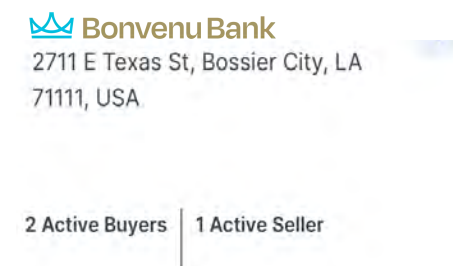 Bonvenu Bank
2711 E Texas St, Bossier City, LA
71111, USA
2 Active Buyers
1 Active Seller